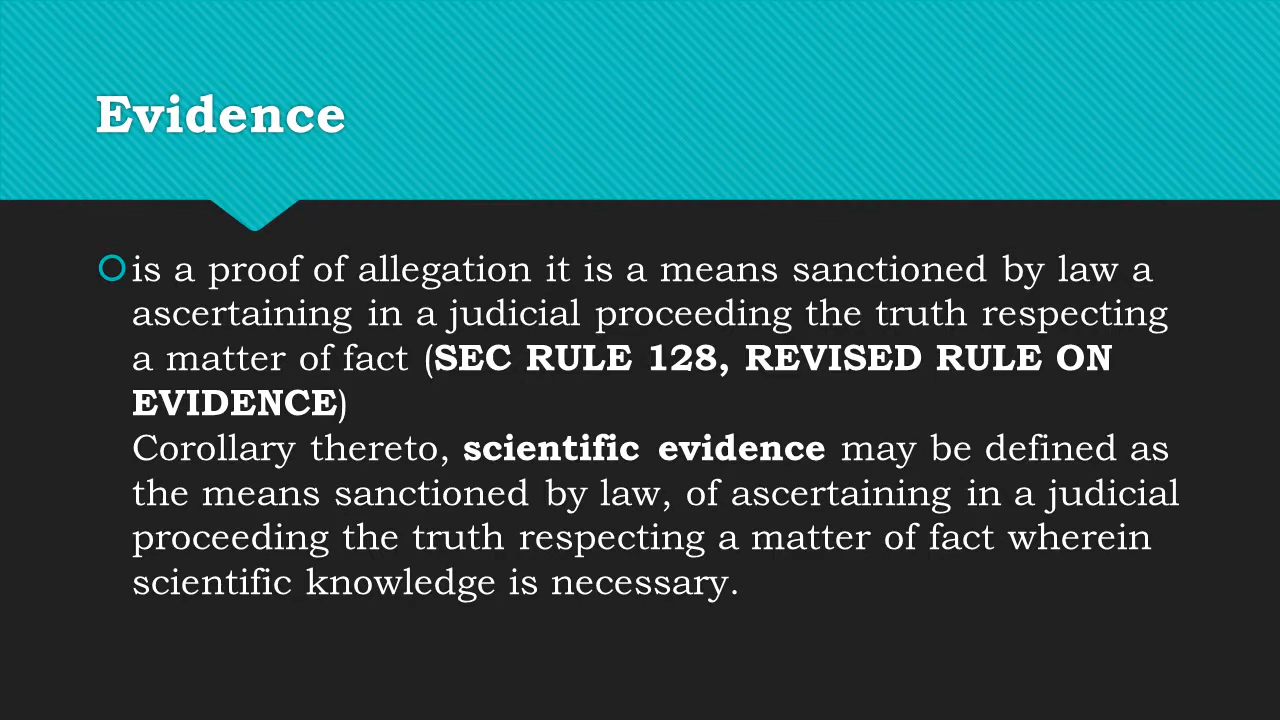 Evidence
is a proof of allegation it is a means sanctioned by law a
ascertaining in a judicial proceeding the truth respecting
a matter of fact (SEC RULE 128, REVISED RULE ON
EVIDENCE)
Corollary thereto, scientific evidence may be defined as
the means sanctioned by law, of ascertaining in a judicial
proceeding the truth respecting a matter of fact wherein
scientific knowledge is necessary.